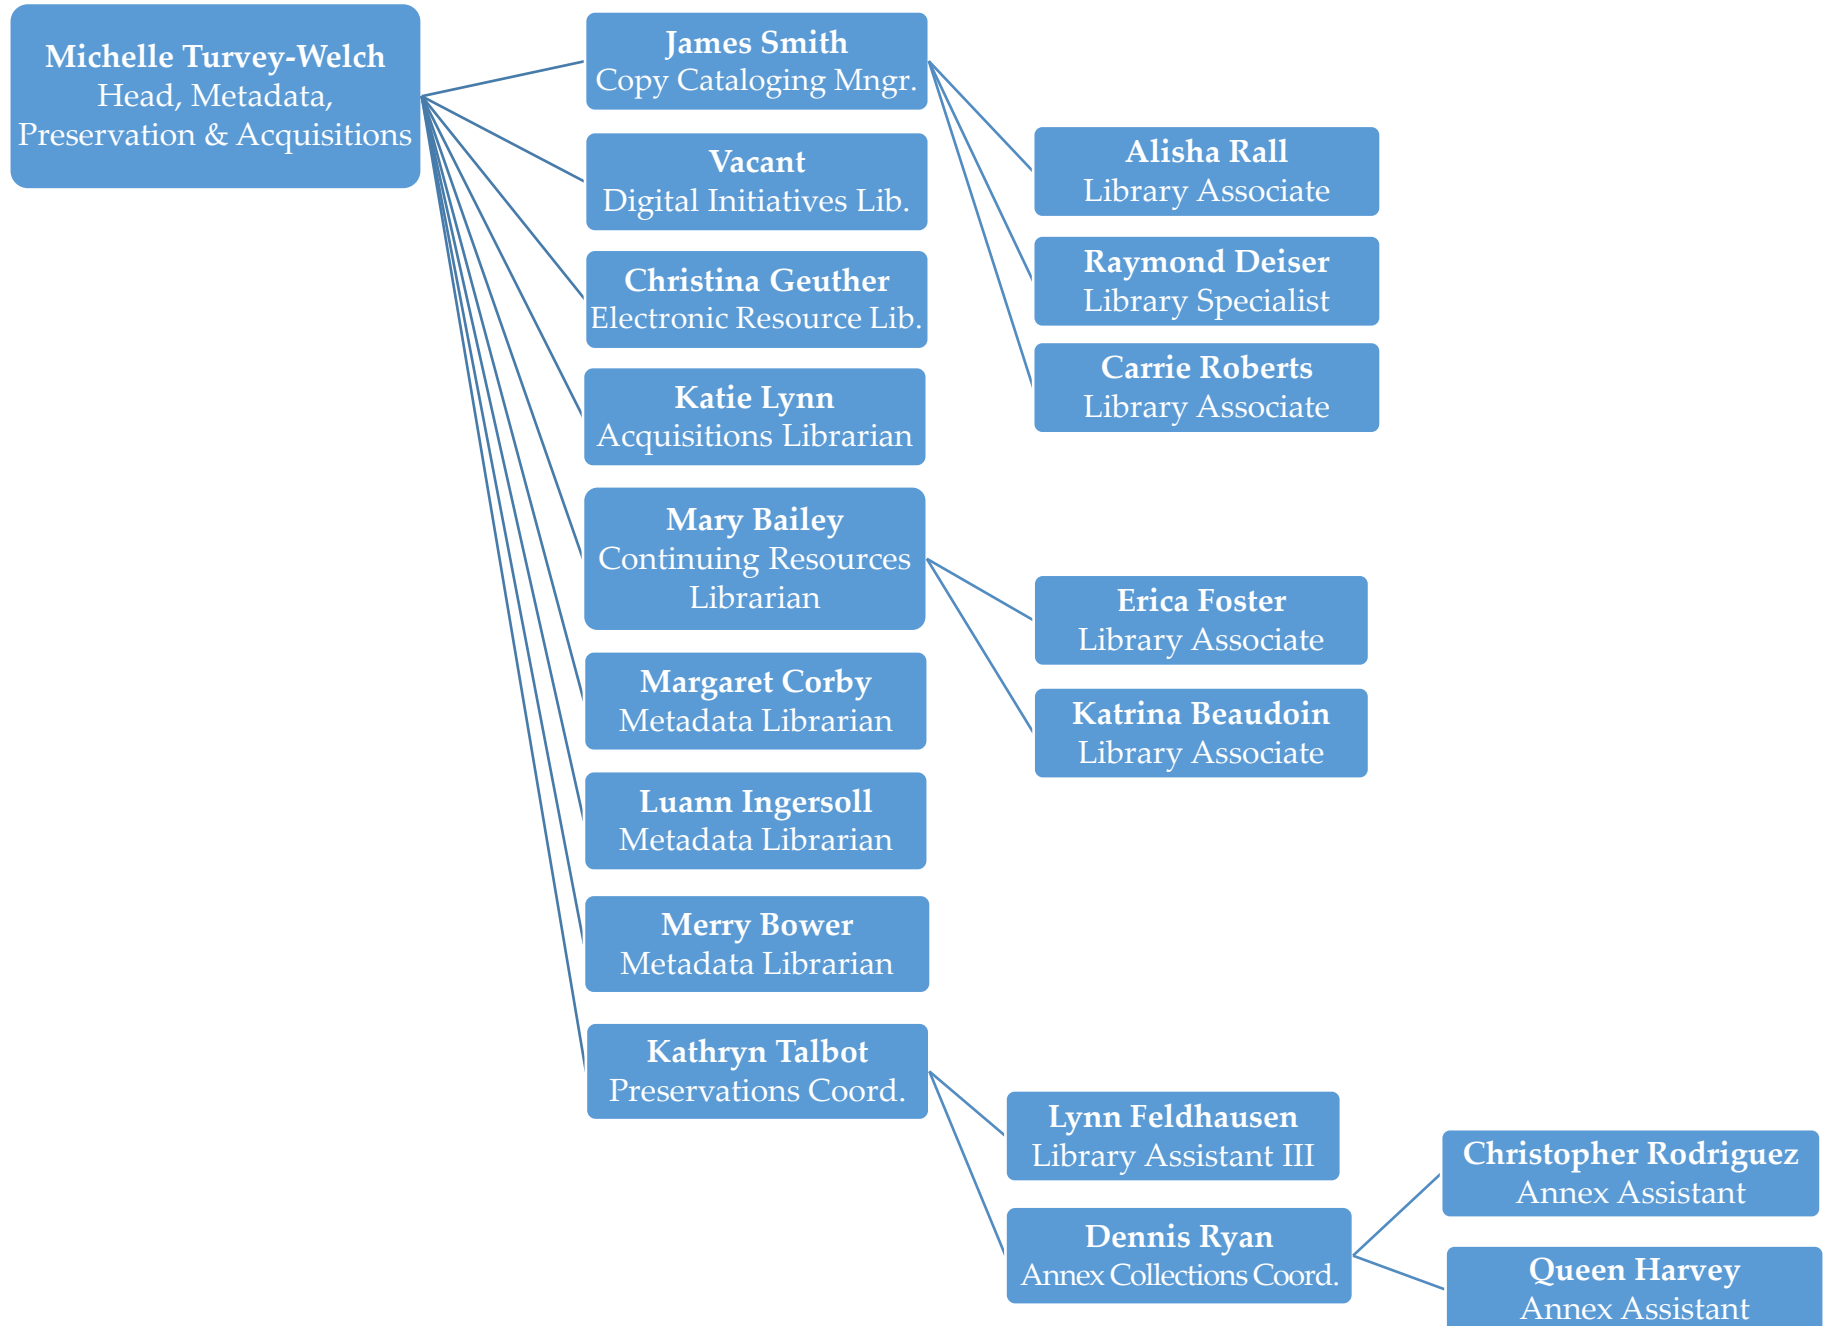 Michelle Turvey-Welch
Head, Metadata,
Preservation & Acquisitions
James Smith
Copy Cataloging Mngr.
Alisha Rall
Library Associate
Raymond Deiser
Library Specialist
Carrie Roberts
Library Associate
Vacant
Digital Initiatives Lib.
Christina Geuther
Electronic Resource Lib.
Katie Lynn
Acquisitions Librarian
Mary Bailey
Continuing Resources
Librarian
Erica Foster
Library Associate
Katrina Beaudoin
Library Associate
Margaret Corby
Metadata Librarian
Luann Ingersoll
Metadata Librarian
Merry Bower
Metadata Librarian
Kathryn Talbot
Preservations Coord.
Lynn Feldhausen
Library Assistant III
Dennis Ryan
Annex Collections Coord.
Christopher Rodriguez
Annex Assistant
Queen Harvey
Annex Assistant